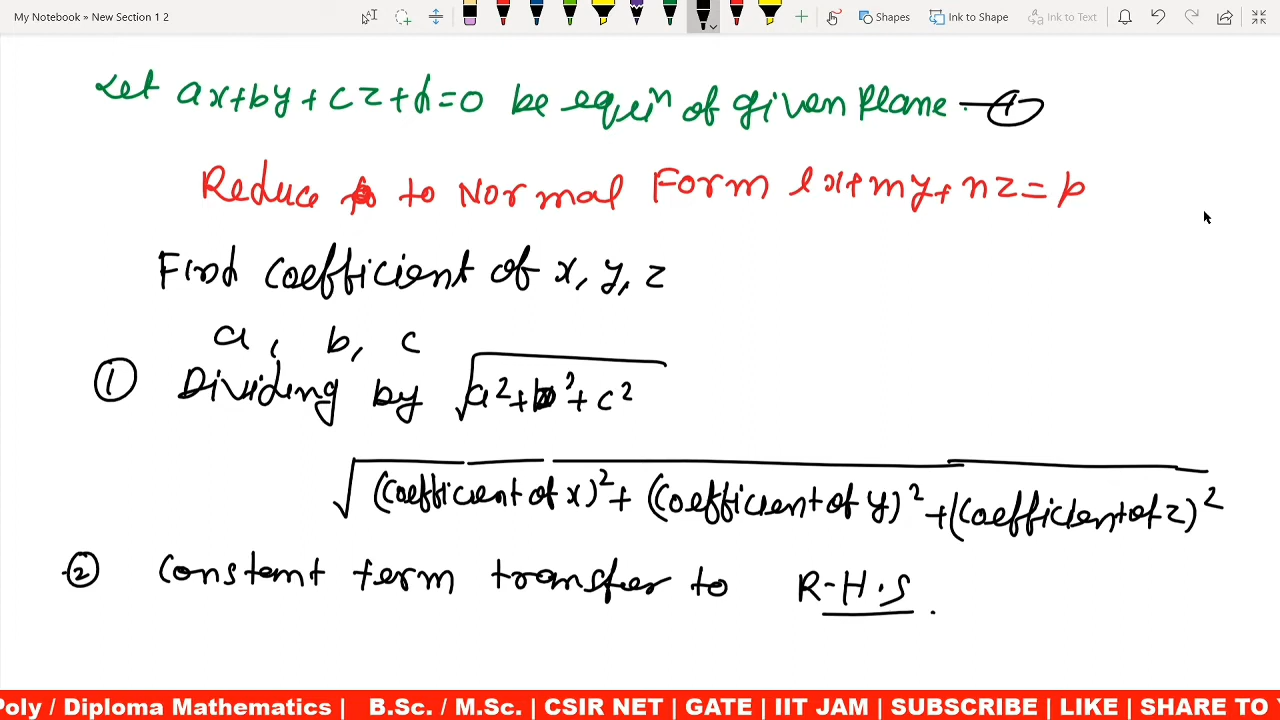 My Notebook » New Section 1 2
Shapes Ink to Shape Ink to Text
Let ax+by+cz+d=0 be equin of given Plane. — 1
Reduce to Normal Form lx+my+nz=p
Find coefficient of x, y, z
a, b, c
① Dividing by √a²+b²+c²
√(Coefficient of x)²+(Coefficient of y)²+(Coefficient of z)²
② Constant term transfer to R-H.S.
Poly / Diploma Mathematics | B.Sc. / M.Sc. | CSIR NET | GATE | IIT JAM | SUBSCRIBE | LIKE | SHARE TO